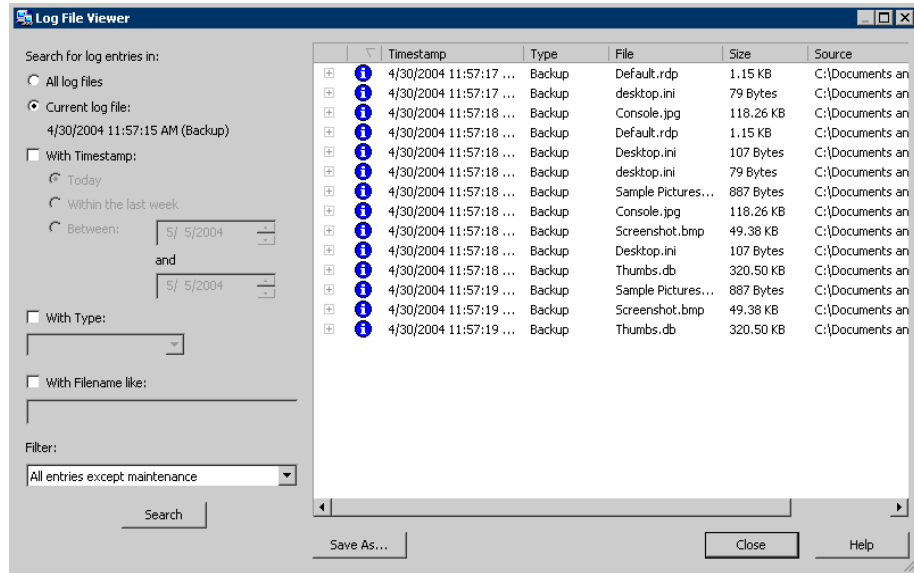 Log File Viewer
Search for log entries in:
All log files
Current log file:
4/30/2004 11:57:15 AM (Backup)
With Timestamp:
Today
Within the last week
Between:
5/ 5/2004
and
5/ 5/2004
With Type:
With Filename like:
Filter:
All entries except maintenance
Search
Timestamp Type File Size Source
4/30/2004 11:57:17 ... Backup Default.rdp 1.15 KB C:\Documents an
4/30/2004 11:57:17 ... Backup desktop.ini 79 Bytes C:\Documents an
4/30/2004 11:57:18 ... Backup Console.jpg 118.26 KB C:\Documents an
4/30/2004 11:57:18 ... Backup Default.rdp 1.15 KB C:\Documents an
4/30/2004 11:57:18 ... Backup Desktop.ini 107 Bytes C:\Documents an
4/30/2004 11:57:18 ... Backup desktop.ini 79 Bytes C:\Documents an
4/30/2004 11:57:18 ... Backup Sample Pictures... 887 Bytes C:\Documents an
4/30/2004 11:57:18 ... Backup Console.jpg 118.26 KB C:\Documents an
4/30/2004 11:57:18 ... Backup Screenshot.bmp 49.38 KB C:\Documents an
4/30/2004 11:57:18 ... Backup Desktop.ini 107 Bytes C:\Documents an
4/30/2004 11:57:18 ... Backup Thumbs.db 320.50 KB C:\Documents an
4/30/2004 11:57:19 ... Backup Sample Pictures... 887 Bytes C:\Documents an
4/30/2004 11:57:19 ... Backup Screenshot.bmp 49.38 KB C:\Documents an
4/30/2004 11:57:19 ... Backup Thumbs.db 320.50 KB C:\Documents an
Save As... Close Help